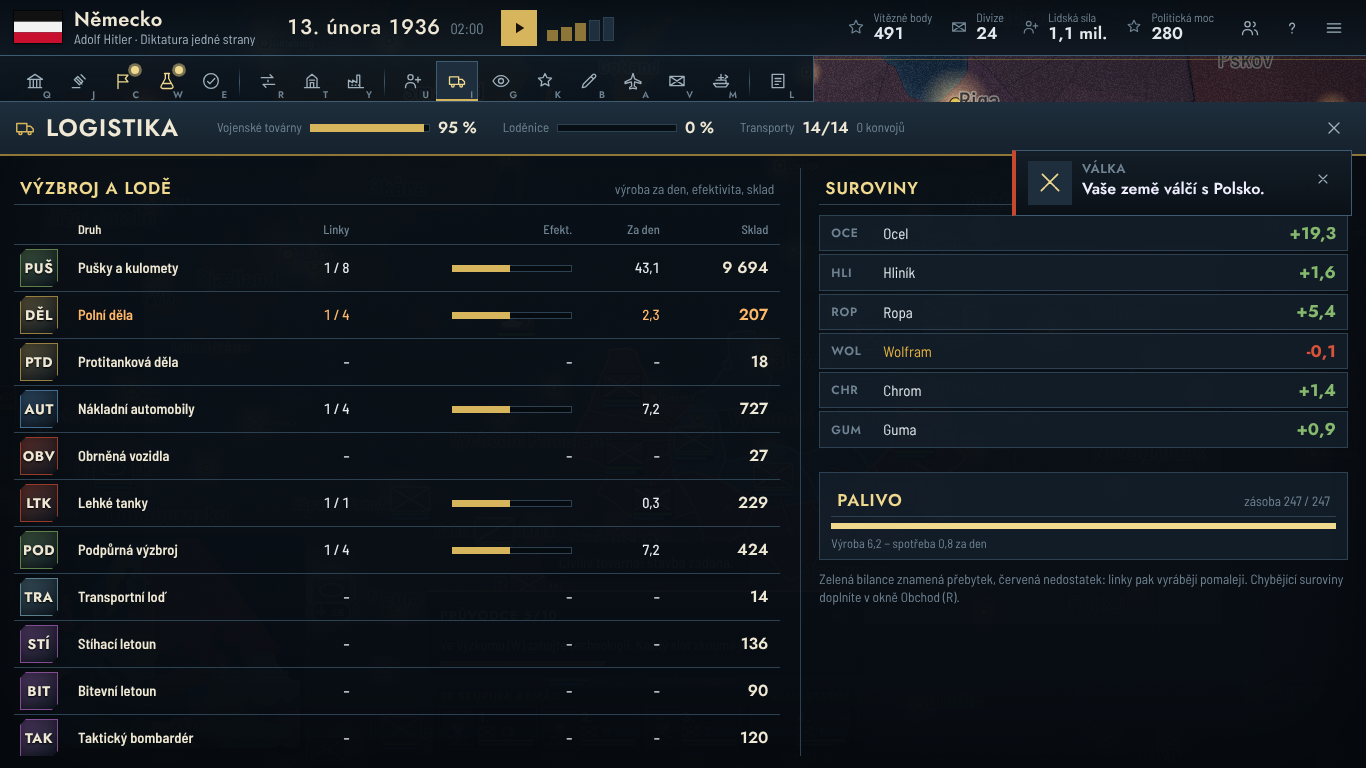 Německo
Adolf Hitler · Diktatura jedné strany
13. února 1936 02:00
Vítězné body
491
Divize
24
Lidská síla
1,1 mil.
Politická moc
280
?
Q J C W E R T Y U I G K B A V M L
Pskov
Riga
LOGISTIKA
Vojenské továrny 95 %
Loděnice 0 %
Transporty 14/14 0 konvojů
VÁLKA
Vaše země válčí s Polsko.
VÝZBROJ A LODĚ
výroba za den, efektivita, sklad
Druh Linky Efekt. Za den Sklad
PUŠ Pušky a kulomety 1 / 8 43,1 9 694
DĚL Polní děla 1 / 4 2,3 207
PTD Protitanková děla – – – 18
AUT Nákladní automobily 1 / 4 7,2 727
OBV Obrněná vozidla – – – 27
LTK Lehké tanky 1 / 1 0,3 229
POD Podpůrná výzbroj 1 / 4 7,2 424
TRA Transportní loď – – – 14
STÍ Stíhací letoun – – – 136
BIT Bitevní letoun – – – 90
TAK Taktický bombardér – – – 120
SUROVINY
OCE Ocel +19,3
HLI Hliník +1,6
ROP Ropa +5,4
WOL Wolfram -0,1
CHR Chrom +1,4
GUM Guma +0,9
PALIVO
zásoba 247 / 247
Výroba 6,2 – spotřeba 0,8 za den
Zelená bilance znamená přebytek, červená nedostatek: linky pak vyrábějí pomaleji. Chybějící suroviny
doplníte v okně Obchod (R).